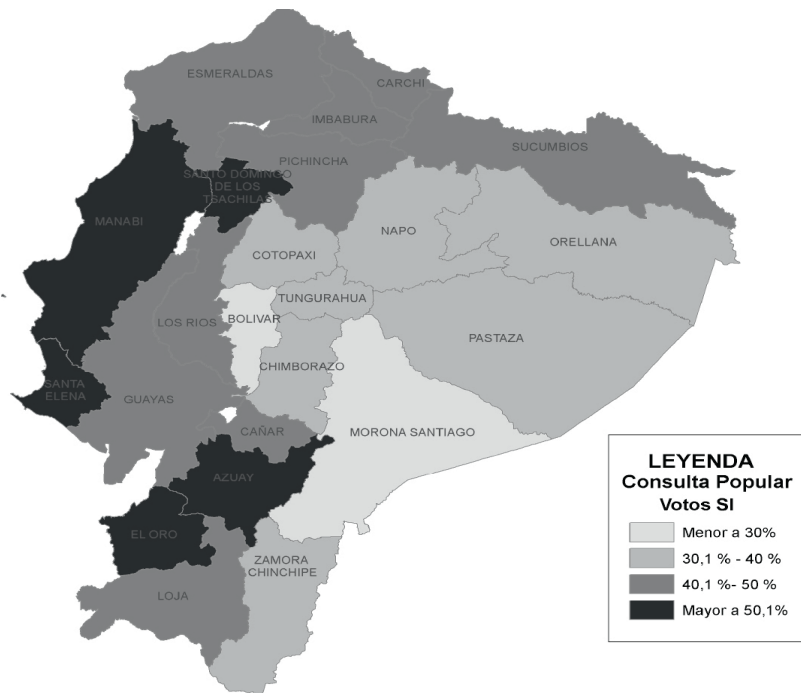 ESMERALDAS
CARCHI
IMBABURA
SUCUMBIOS
PICHINCHA
SANTO DOMINGO
DE LOS
TSACHILAS
MANABI
NAPO
ORELLANA
COTOPAXI
TUNGURAHUA
BOLIVAR
LOS RIOS
PASTAZA
CHIMBORAZO
SANTA
ELENA
GUAYAS
CAÑAR
MORONA SANTIAGO
AZUAY
EL ORO
ZAMORA
CHINCHIPE
LOJA
LEYENDA
Consulta Popular
Votos SI
Menor a 30%
30,1 % - 40 %
40,1 %- 50 %
Mayor a 50,1%